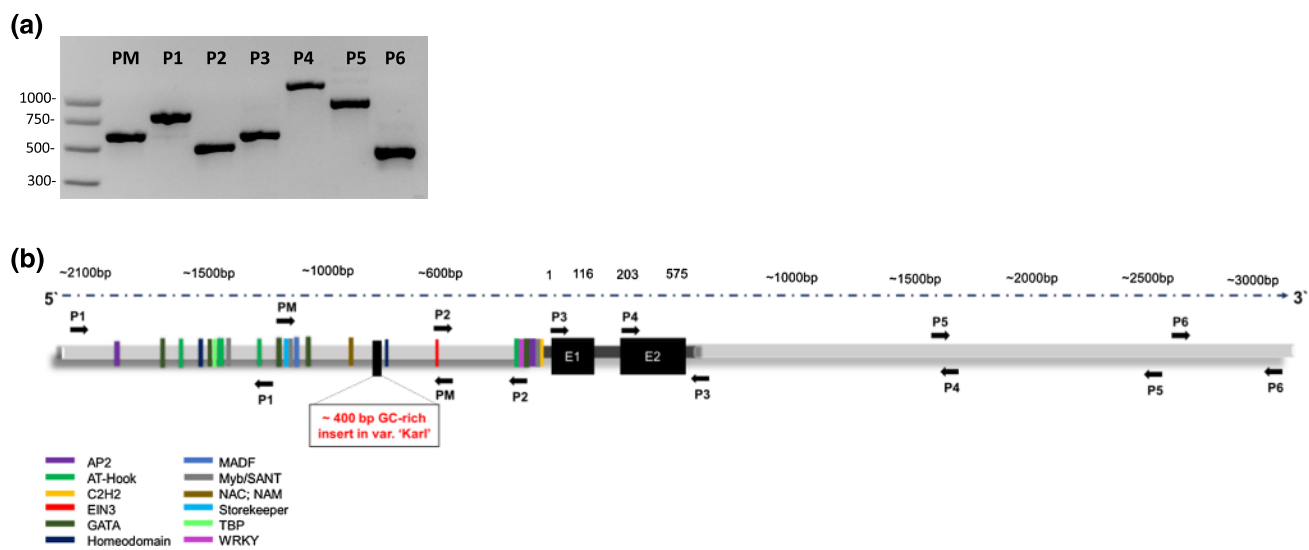 (a)
PM P1 P2 P3 P4 P5 P6
1000-
750-
500-
300-
(b)
~2100bp ~1500bp ~1000bp ~600bp 1 116 203 575 ~1000bp ~1500bp ~2000bp ~2500bp ~3000bp
5` 3`
P1 PM P2 P3 P4 P5 P6
E1 E2
P1 PM P2 P3 P4 P5 P6
~ 400 bp GC-rich
insert in var. ‘Karl’
AP2
AT-Hook
C2H2
EIN3
GATA
Homeodomain
MADF
Myb/SANT
NAC; NAM
Storekeeper
TBP
WRKY